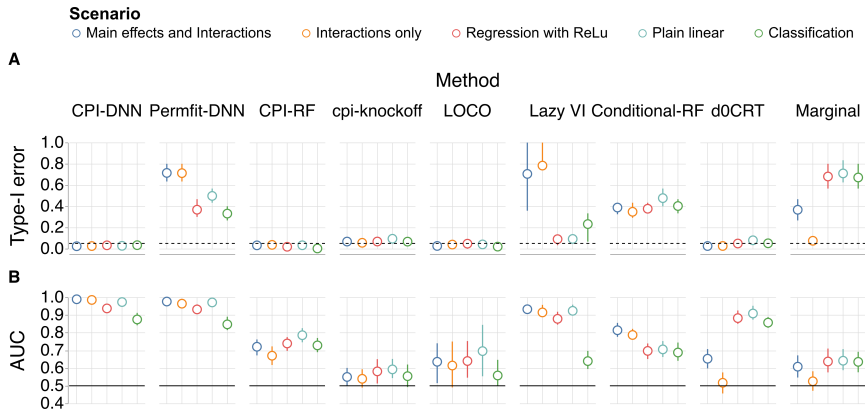 Scenario
Main effects and Interactions Interactions only Regression with ReLu Plain linear Classification
A
Method
CPI-DNN Permfit-DNN CPI-RF cpi-knockoff LOCO Lazy VI Conditional-RF d0CRT Marginal
Type-I error
1.0
0.8
0.6
0.4
0.2
0.0
B
AUC
1.0
0.9
0.8
0.7
0.6
0.5
0.4